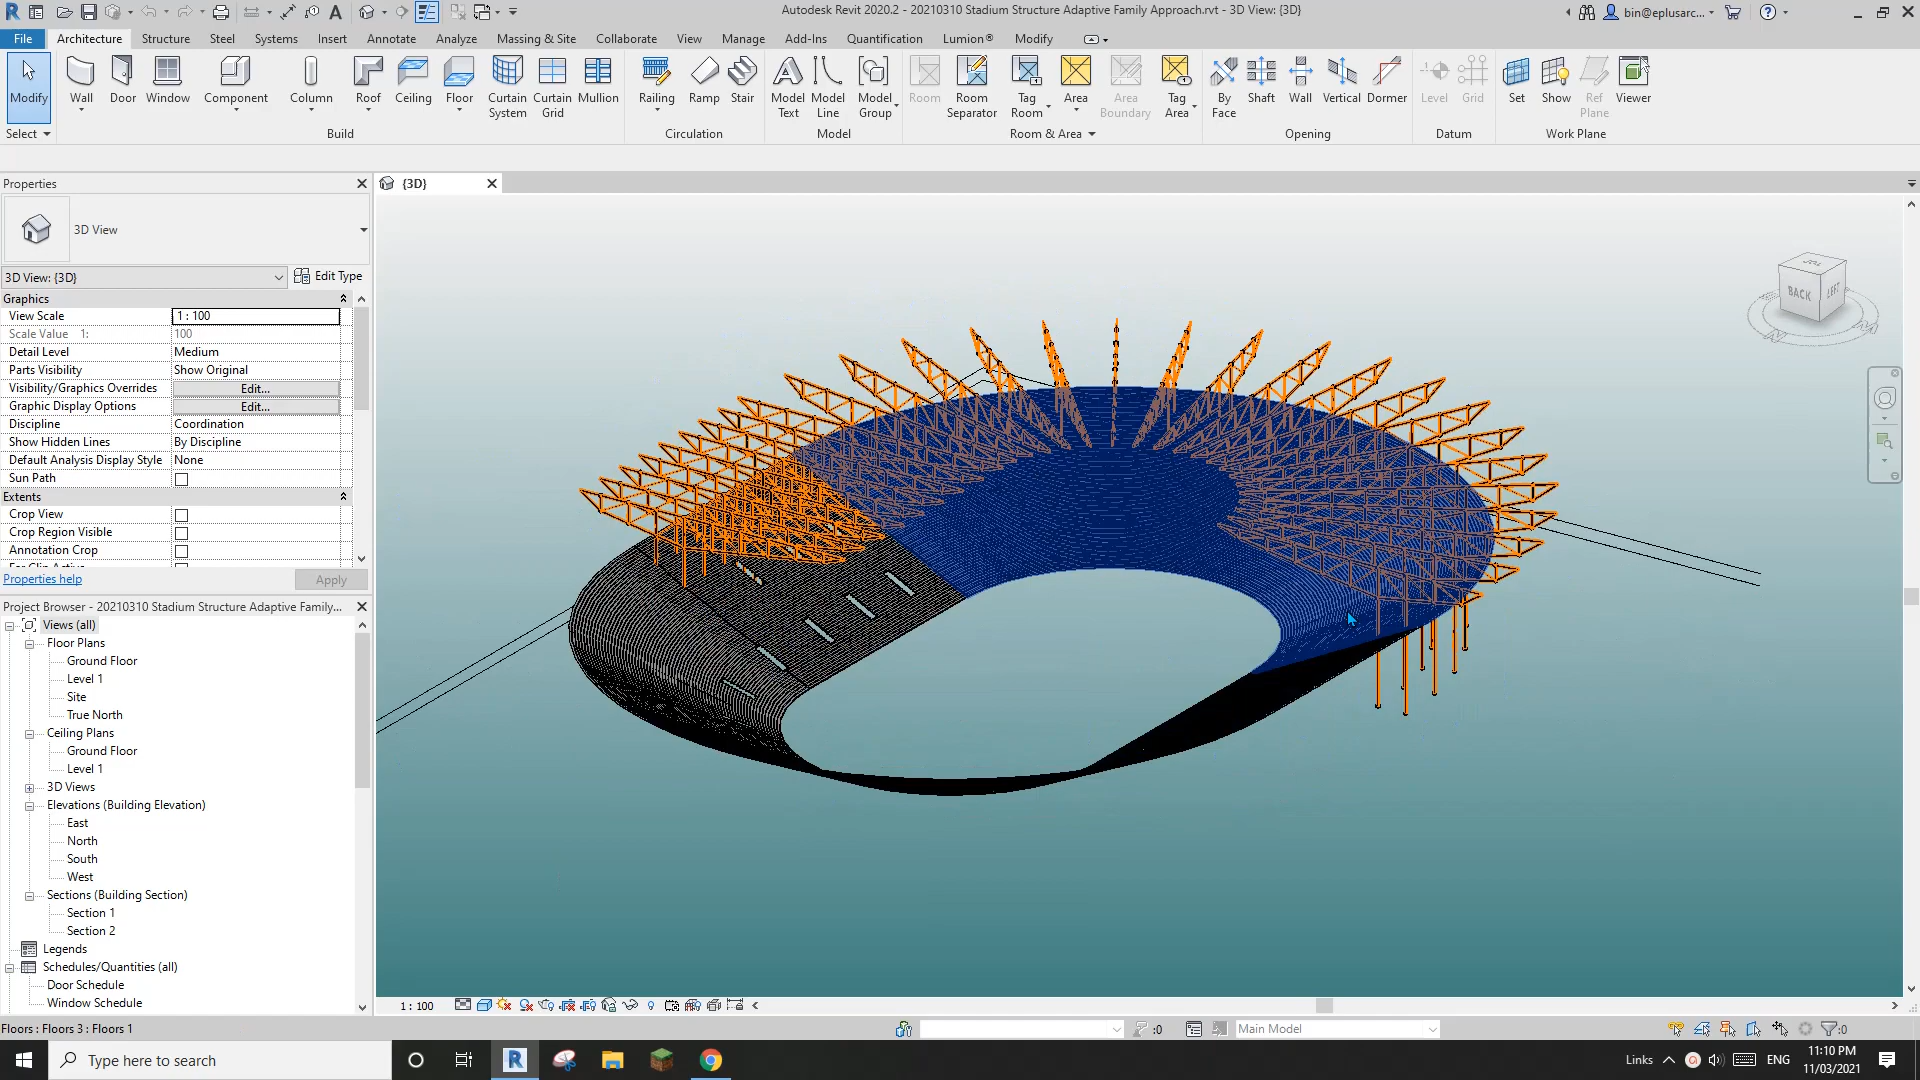 Autodesk Revit 2020.2 - 20210310 Stadium Structure Adaptive Family Approach.rvt - 3D View: {3D}
bin@eplusarc...
File Architecture Structure Steel Systems Insert Annotate Analyze Massing & Site Collaborate View Manage Add-Ins Quantification Lumion® Modify
Modify Wall Door Window Component Column Roof Ceiling Floor Curtain System Curtain Grid Mullion Railing Ramp Stair Model Text Model Line Model Group Room Room Separator Tag Room Area Area Boundary Tag Area By Face Shaft Wall Vertical Dormer Level Grid Set Show Ref Plane Viewer
Select Build Circulation Model Room & Area Opening Datum Work Plane
Properties
{3D}
3D View
3D View: {3D} Edit Type
Graphics
View Scale 1 : 100
Scale Value 1: 100
Detail Level Medium
Parts Visibility Show Original
Visibility/Graphics Overrides Edit...
Graphic Display Options Edit...
Discipline Coordination
Show Hidden Lines By Discipline
Default Analysis Display Style None
Sun Path
Extents
Crop View
Crop Region Visible
Annotation Crop
Properties help Apply
Project Browser - 20210310 Stadium Structure Adaptive Family...
Views (all)
Floor Plans
Ground Floor
Level 1
Site
True North
Ceiling Plans
Ground Floor
Level 1
3D Views
Elevations (Building Elevation)
East
North
South
West
Sections (Building Section)
Section 1
Section 2
Legends
Schedules/Quantities (all)
Door Schedule
Window Schedule
TOP
BACK LEFT
1 : 100
Floors : Floors 3 : Floors 1
:0
Main Model
:0
Type here to search
Links
ENG
11:10 PM
11/03/2021